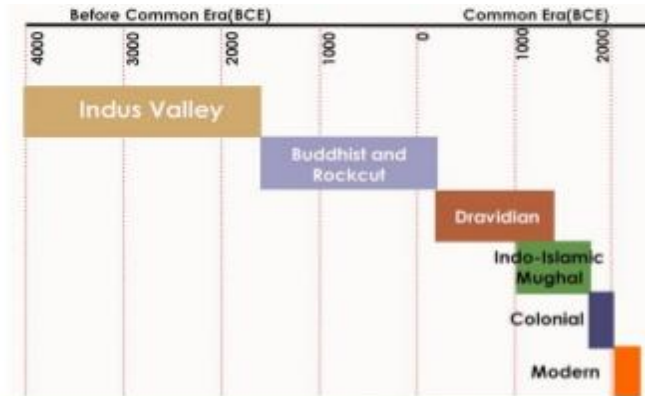 Before Common Era(BCE) Common Era(BCE)
4000 3000 2000 1000 0 1000 2000
Indus Valley
Buddhist and
Rockcut
Dravidian
Indo-Islamic
Mughal
Colonial
Modern